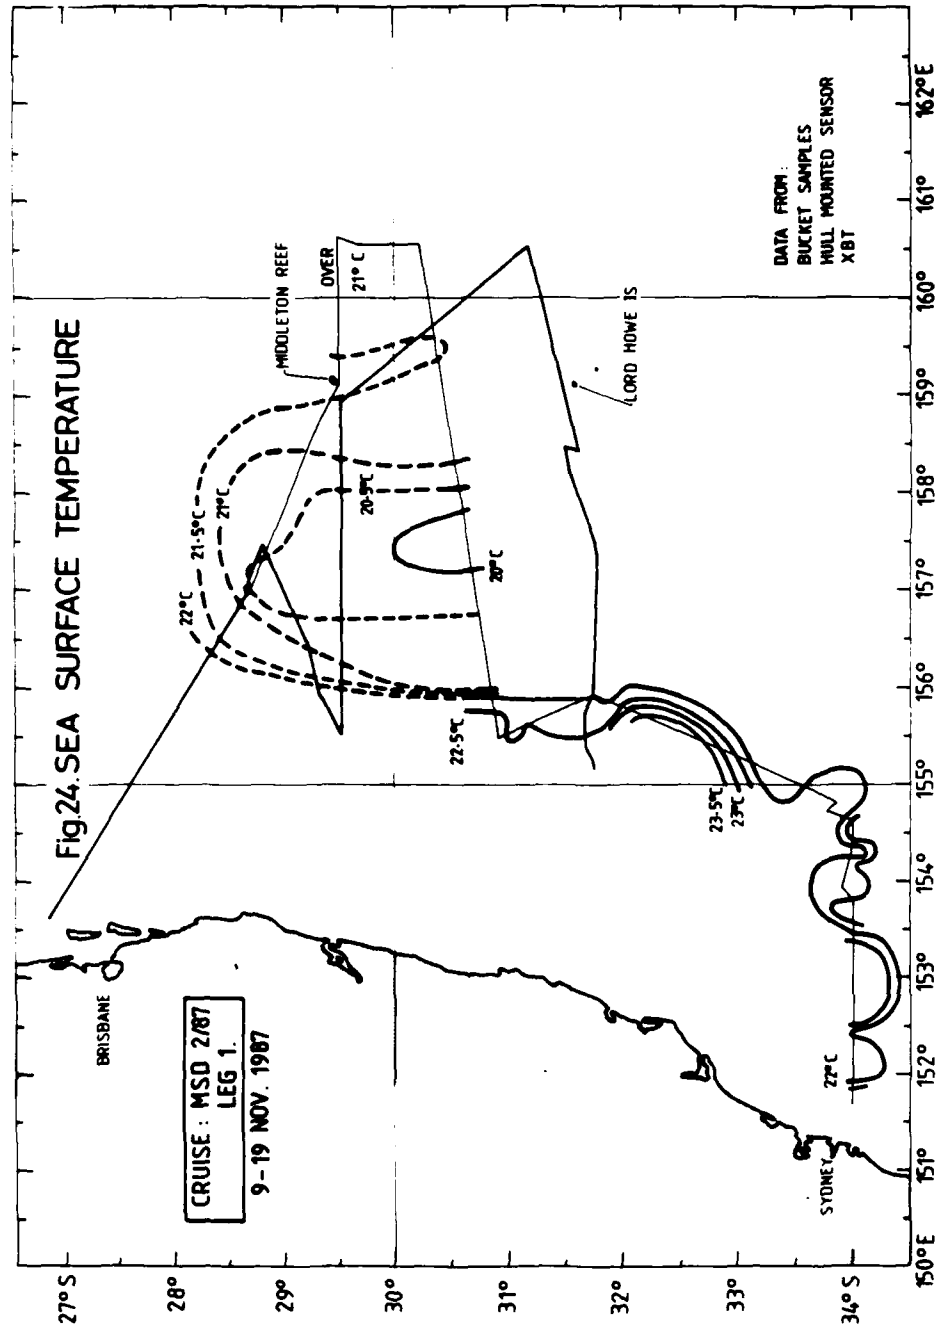 Fig.24. SEA SURFACE TEMPERATURE
CRUISE: MSD 2/87
LEG 1.
9-19 NOV. 1987
BRISBANE
SYDNEY
MIDDLETON REEF
OVER
21°C
LORD HOWE IS
DATA FROM:
BUCKET SAMPLES
HULL MOUNTED SENSOR
XBT
22°C
21·5°C
21°C
20·5°C
20°C
22·5°C
23·5°C
23°C
22°C
27°S
28°
29°
30°
31°
32°
33°
34°S
150°E
151°
152°
153°
154°
155°
156°
157°
158°
159°
160°
161°
162°E